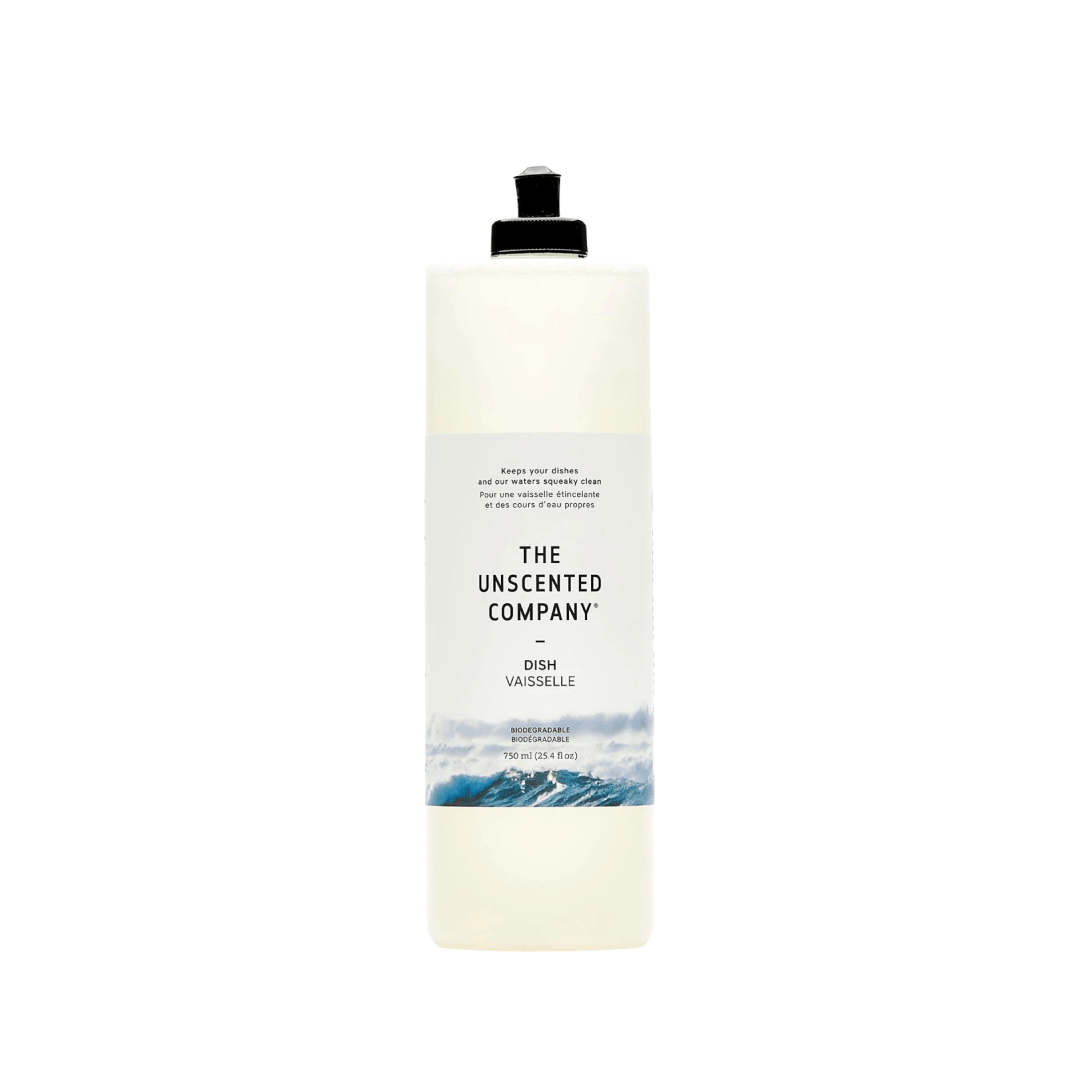 Keeps your dishes
and our waters squeaky clean
Pour une vaisselle étincelante
et des cours d'eau propres
THE
UNSCENTED
COMPANY®
–
DISH
VAISSELLE
BIODEGRADABLE
BIODÉGRADABLE
750 ml (25.4 fl oz)